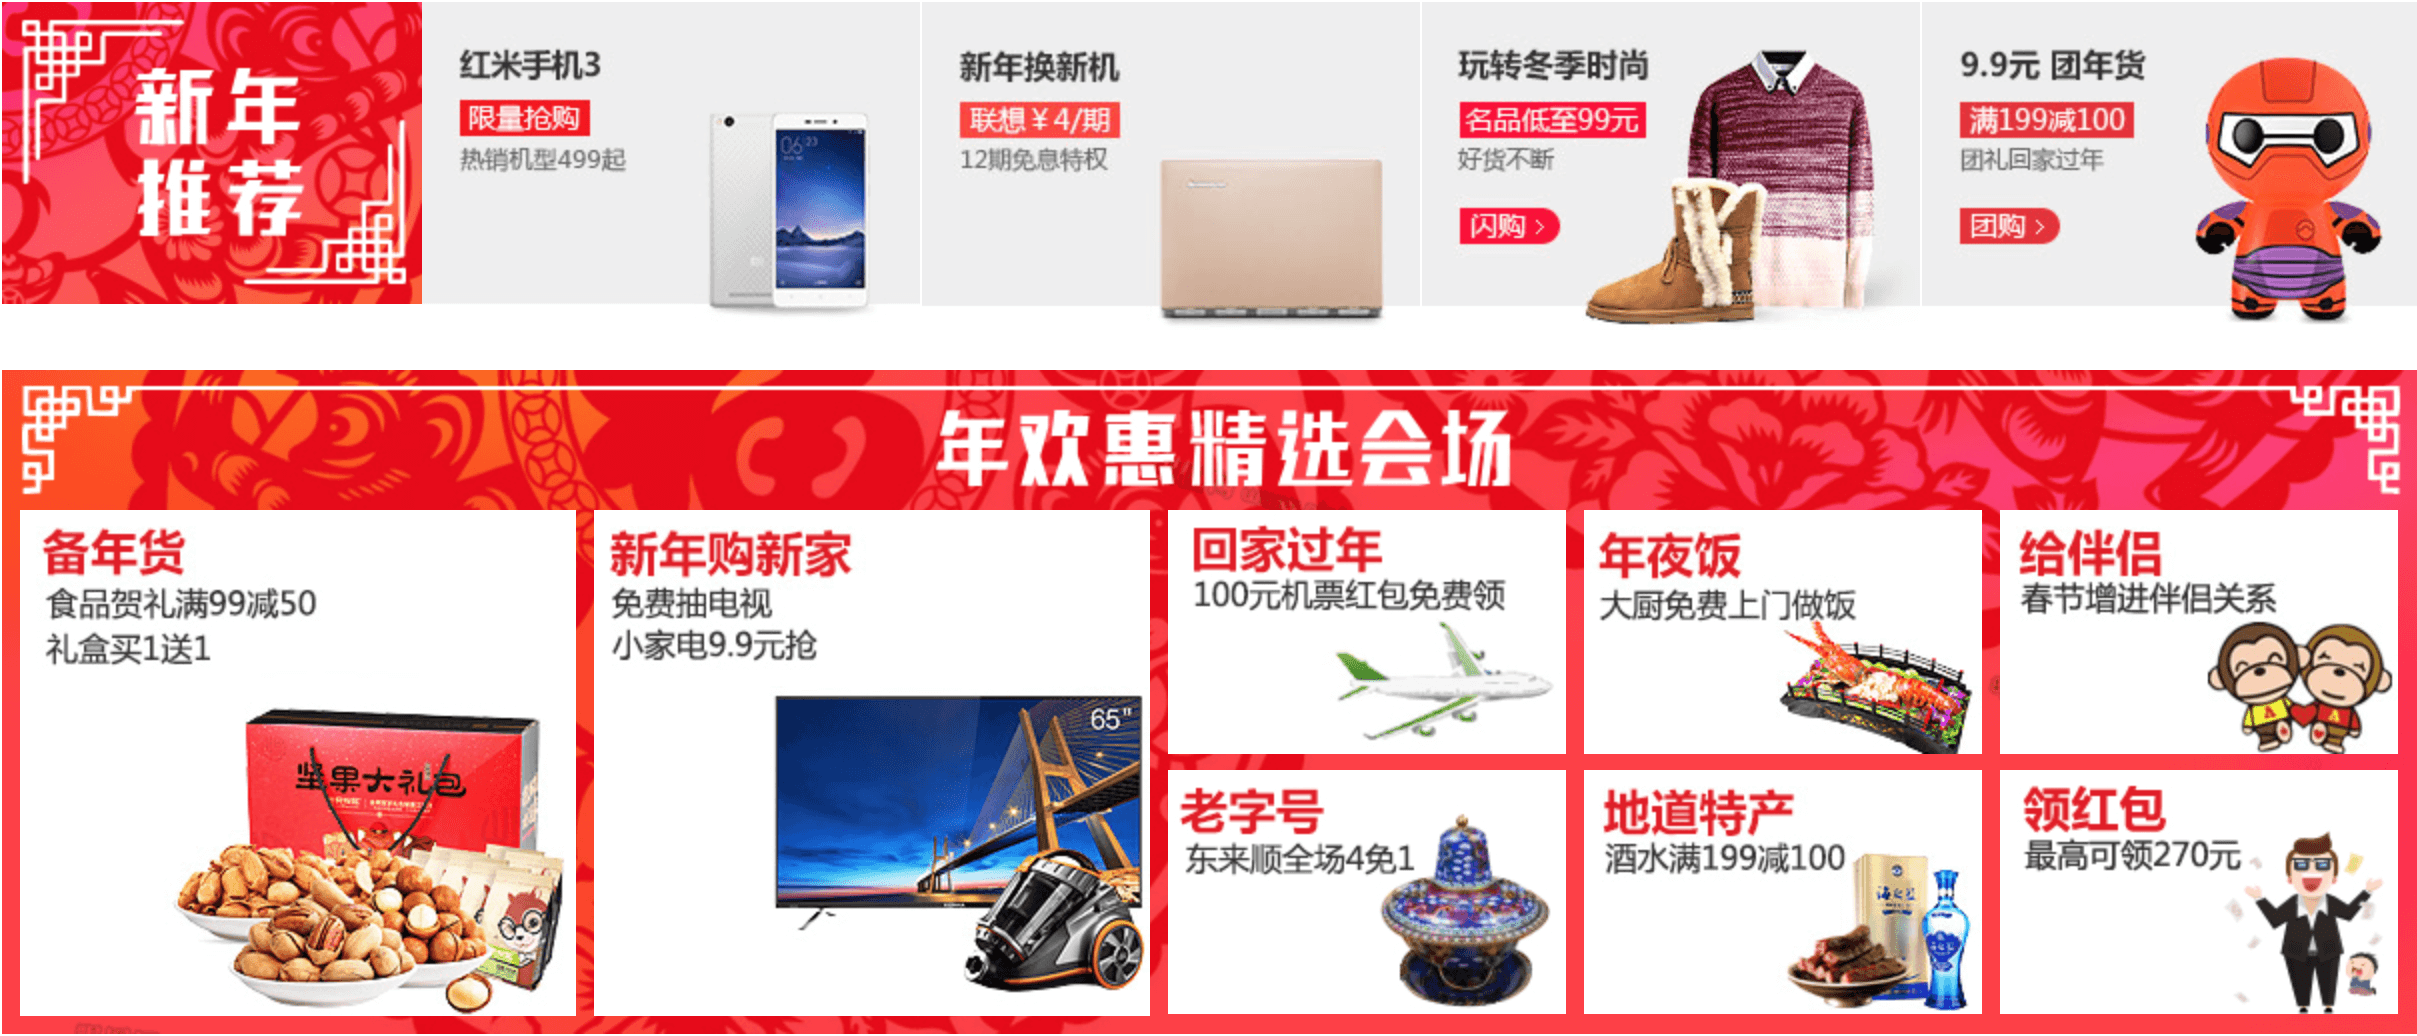 新年
推荐
红米手机3
限量抢购
热销机型499起
06:23
新年换新机
联想￥4/期
12期免息特权
玩转冬季时尚
名品低至99元
好货不断
闪购 >
9.9元 团年货
满199减100
团礼回家过年
团购 >
年欢惠精选会场
备年货
食品贺礼满99减50
礼盒买1送1
坚果大礼包
新年购新家
免费抽电视
小家电9.9元抢
65"
回家过年
100元机票红包免费领
年夜饭
大厨免费上门做饭
给伴侣
春节增进伴侣关系
A
A
老字号
东来顺全场4免1
地道特产
酒水满199减100
领红包
最高可领270元